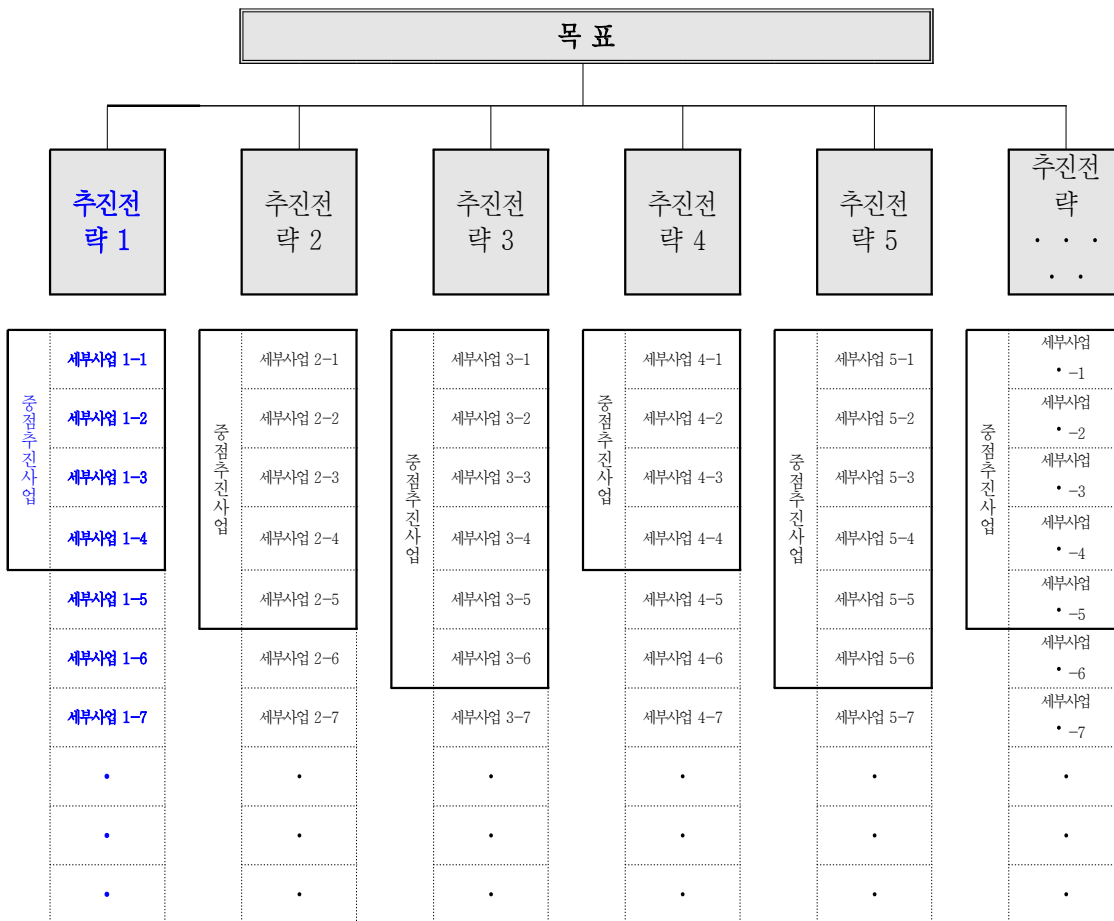 목 표
추진전
략 1
추진전
략 2
추진전
략 3
추진전
략 4
추진전
략 5
추진전
략
· · ·
· ·
중점추진사업
세부사업 1-1
세부사업 1-2
세부사업 1-3
세부사업 1-4
세부사업 1-5
세부사업 1-6
세부사업 1-7
·
·
·
중점추진사업
세부사업 2-1
세부사업 2-2
세부사업 2-3
세부사업 2-4
세부사업 2-5
세부사업 2-6
세부사업 2-7
·
·
·
중점추진사업
세부사업 3-1
세부사업 3-2
세부사업 3-3
세부사업 3-4
세부사업 3-5
세부사업 3-6
세부사업 3-7
·
·
·
중점추진사업
세부사업 4-1
세부사업 4-2
세부사업 4-3
세부사업 4-4
세부사업 4-5
세부사업 4-6
세부사업 4-7
·
·
·
중점추진사업
세부사업 5-1
세부사업 5-2
세부사업 5-3
세부사업 5-4
세부사업 5-5
세부사업 5-6
세부사업 5-7
·
·
·
중점추진사업
세부사업
· -1
세부사업
· -2
세부사업
· -3
세부사업
· -4
세부사업
· -5
세부사업
· -6
세부사업
· -7
·
·
·